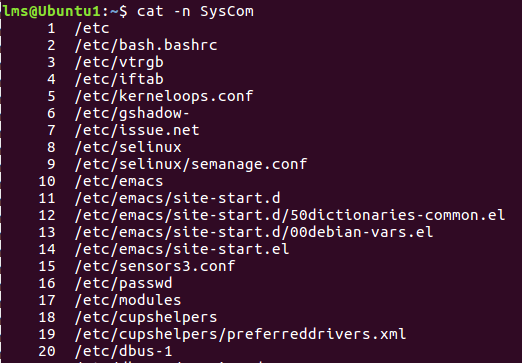 lms@Ubuntu1:~$ cat -n SysCom
1 /etc
2 /etc/bash.bashrc
3 /etc/vtrgb
4 /etc/iftab
5 /etc/kerneloops.conf
6 /etc/gshadow-
7 /etc/issue.net
8 /etc/selinux
9 /etc/selinux/semanage.conf
10 /etc/emacs
11 /etc/emacs/site-start.d
12 /etc/emacs/site-start.d/50dictionaries-common.el
13 /etc/emacs/site-start.d/00debian-vars.el
14 /etc/emacs/site-start.el
15 /etc/sensors3.conf
16 /etc/passwd
17 /etc/modules
18 /etc/cupshelpers
19 /etc/cupshelpers/preferreddrivers.xml
20 /etc/dbus-1